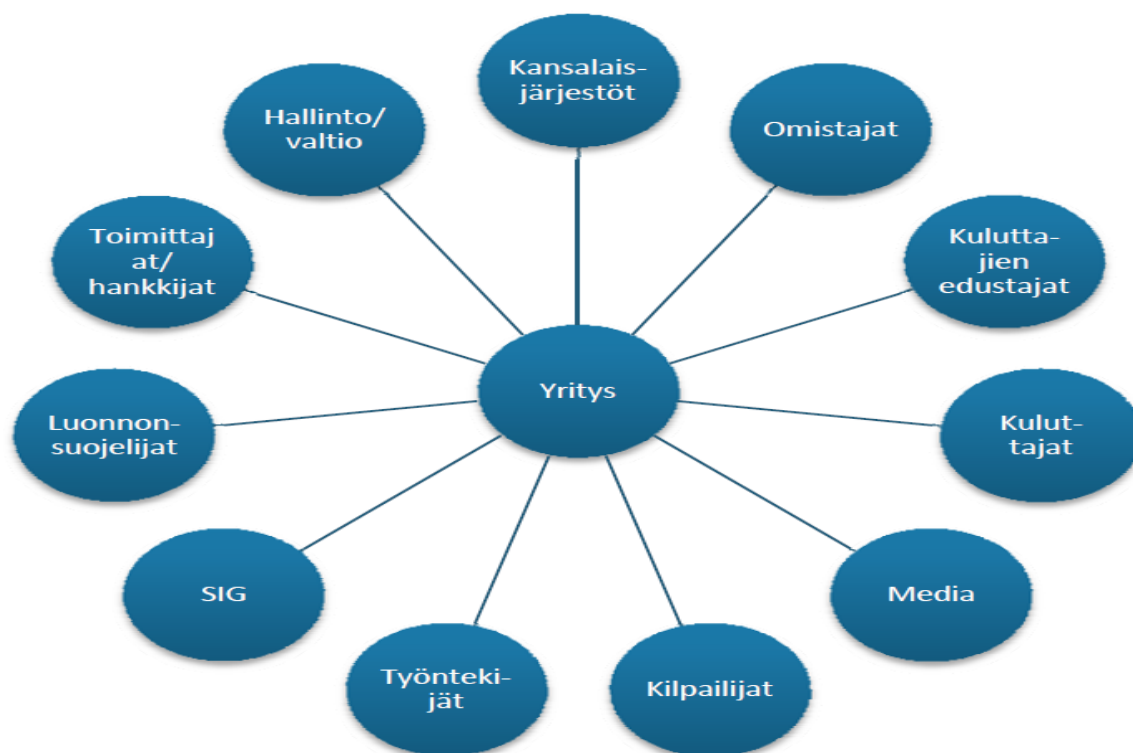 Kansalais-
järjestöt
Hallinto/
valtio
Omistajat
Toimittaj
at/
hankkijat
Kulutta-
jien
edustajat
Yritys
Luonnon-
suojelijat
Kulut-
tajat
SIG
Media
Työnteki-
jät
Kilpailijat